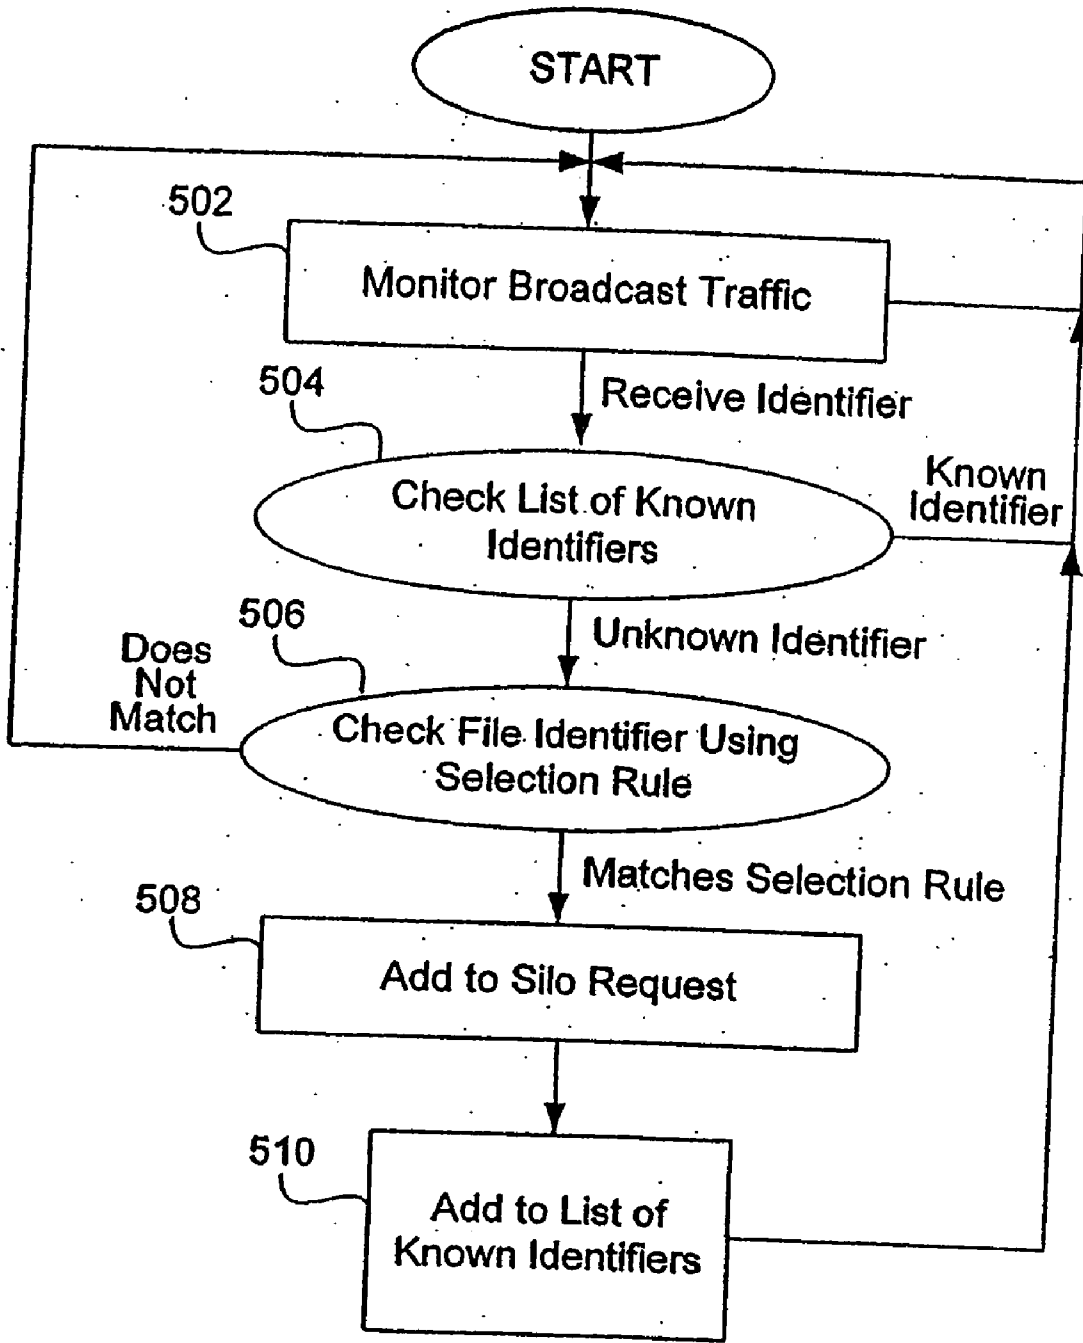 START
502
Monitor Broadcast Traffic
504
Receive Identifier
Check List of Known
Identifiers
Known
Identifier
506
Unknown Identifier
Does
Not
Match
Check File Identifier Using
Selection Rule
Matches Selection Rule
508
Add to Silo Request
510
Add to List of
Known Identifiers